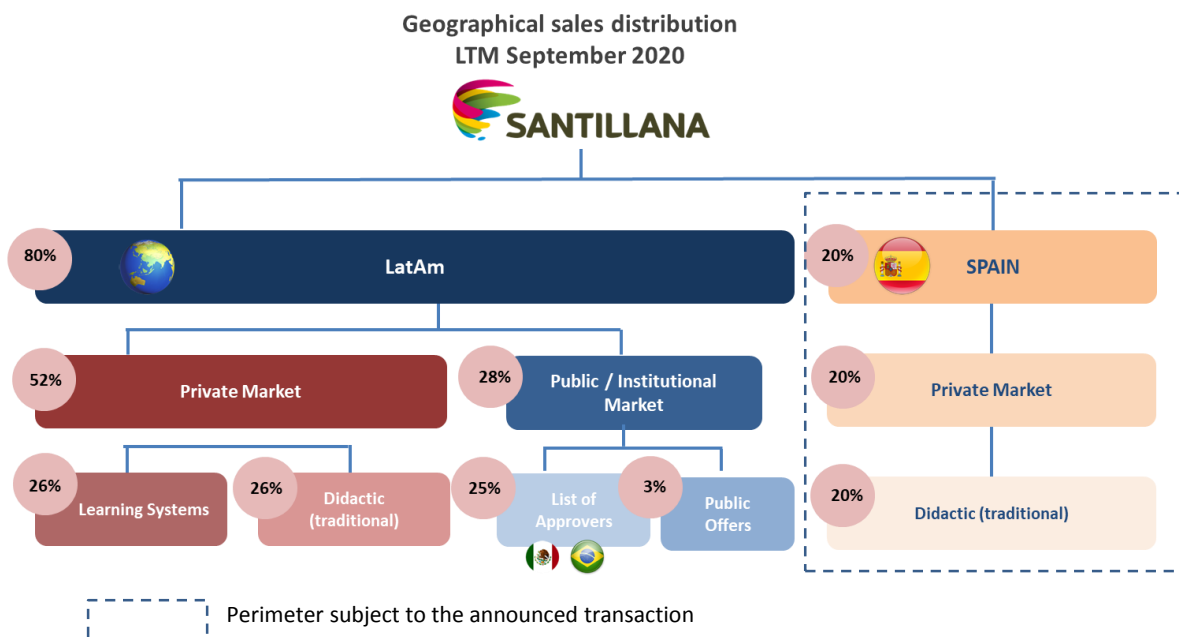 Geographical sales distribution
LTM September 2020
SANTILLANA
80%
LatAm
20%
SPAIN
52%
Private Market
28%
Public / Institutional
Market
20%
Private Market
26%
Learning Systems
26%
Didactic
(traditional)
25%
List of
Approvers
3%
Public
Offers
20%
Didactic (traditional)
Perimeter subject to the announced transaction